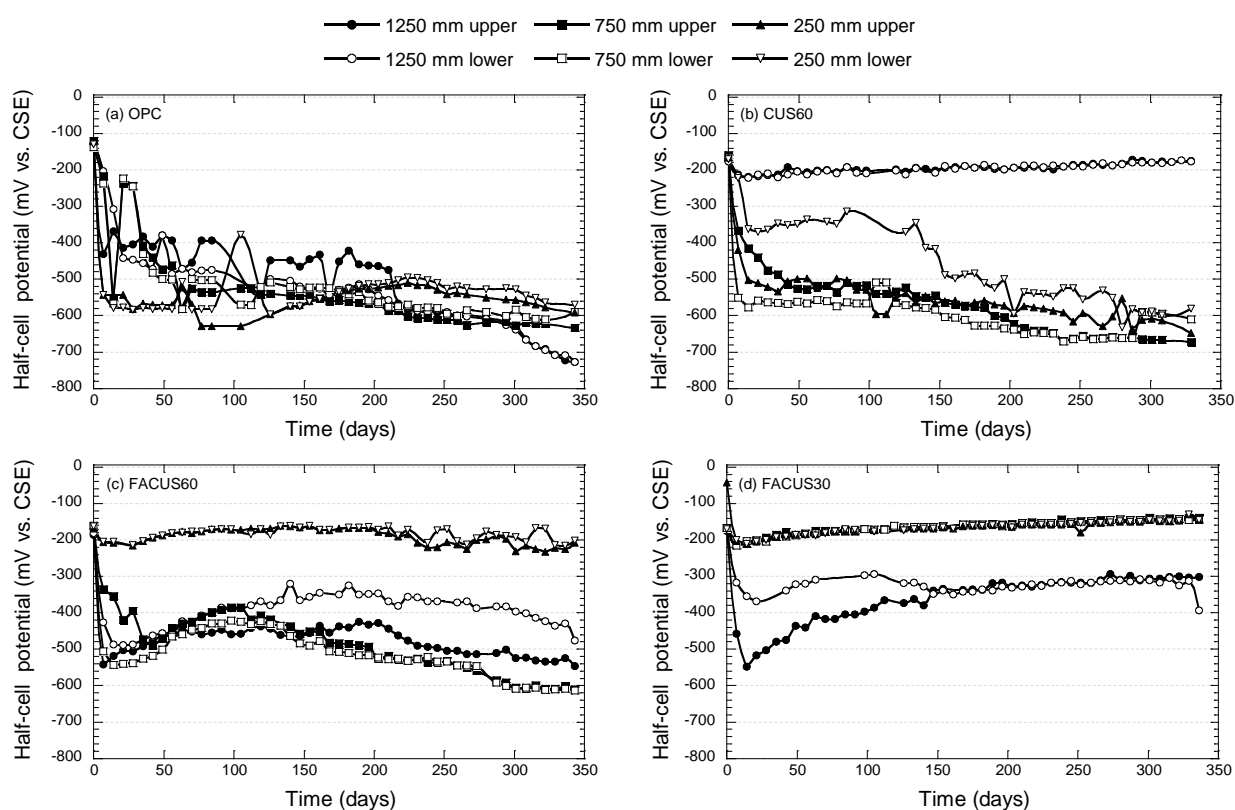 1250 mm upper 750 mm upper 250 mm upper
1250 mm lower 750 mm lower 250 mm lower
(a) OPC
0
-100
-200
-300
-400
-500
-600
-700
-800
Half-cell potential (mV vs. CSE)
0 50 100 150 200 250 300 350
Time (days)
(b) CUS60
0
-100
-200
-300
-400
-500
-600
-700
-800
Half-cell potential (mV vs. CSE)
0 50 100 150 200 250 300 350
Time (days)
(c) FACUS60
0
-100
-200
-300
-400
-500
-600
-700
-800
Half-cell potential (mV vs. CSE)
0 50 100 150 200 250 300 350
Time (days)
(d) FACUS30
0
-100
-200
-300
-400
-500
-600
-700
-800
Half-cell potential (mV vs. CSE)
0 50 100 150 200 250 300 350
Time (days)